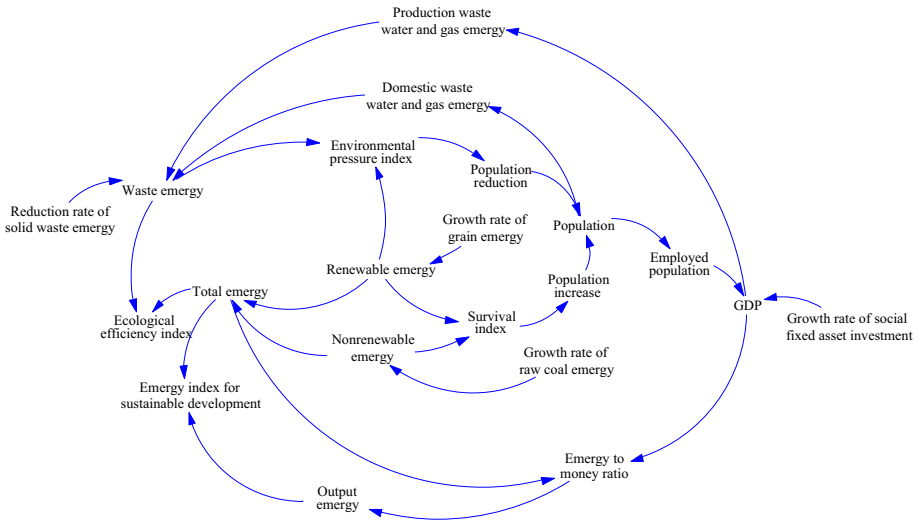 Production waste
water and gas emergy
Domestic waste
water and gas emergy
Environmental
pressure index
Population
reduction
Waste emergy
Reduction rate of
solid waste emergy
Growth rate of
grain emergy
Population
Employed
population
Renewable emergy
Population
increase
Total emergy
GDP
Ecological
efficiency index
Survival
index
Growth rate of social
fixed asset investment
Nonrenewable
emergy
Growth rate of
raw coal emergy
Emergy index for
sustainable development
Emergy to
money ratio
Output
emergy